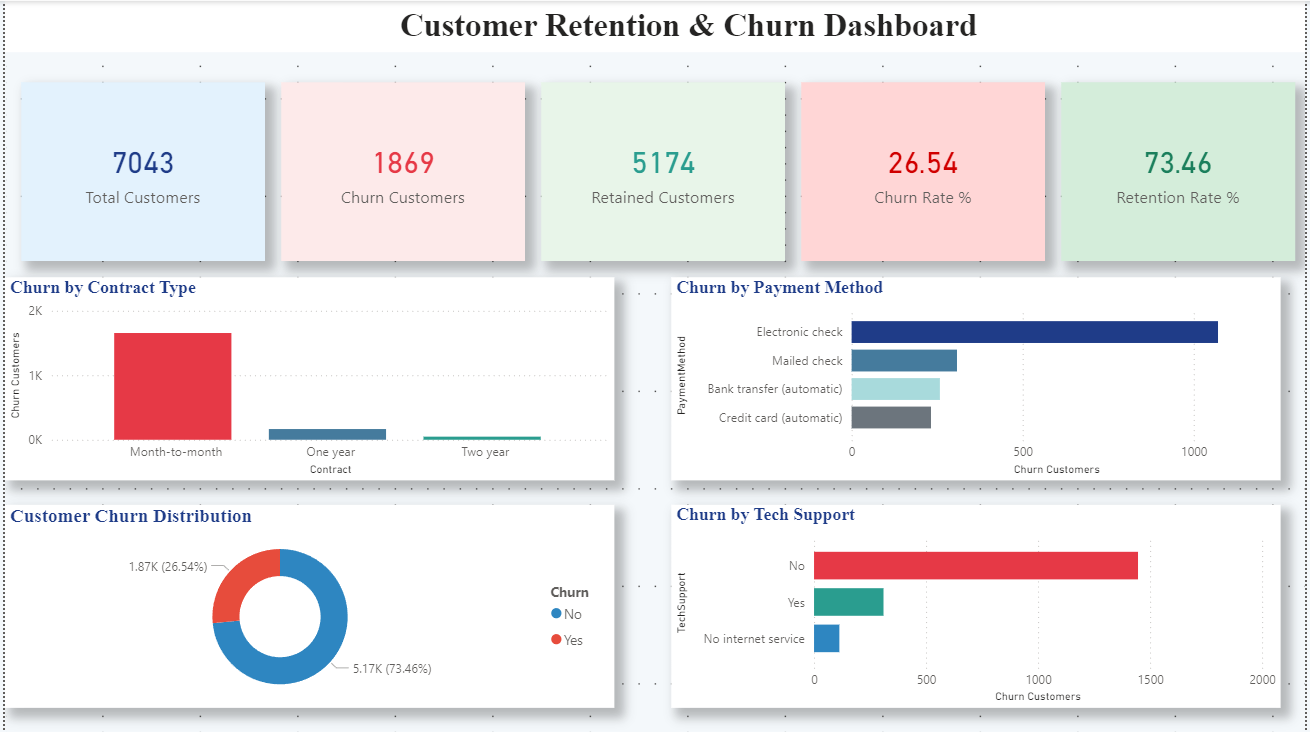 Customer Retention & Churn Dashboard
7043
Total Customers
1869
Churn Customers
5174
Retained Customers
26.54
Churn Rate %
73.46
Retention Rate %
Churn by Contract Type
Churn Customers
2K
1K
0K
Month-to-month
One year
Two year
Contract
Churn by Payment Method
PaymentMethod
Electronic check
Mailed check
Bank transfer (automatic)
Credit card (automatic)
0
500
1000
Churn Customers
Customer Churn Distribution
1.87K (26.54%)
5.17K (73.46%)
Churn
No
Yes
Churn by Tech Support
TechSupport
No
Yes
No internet service
0
500
1000
1500
2000
Churn Customers